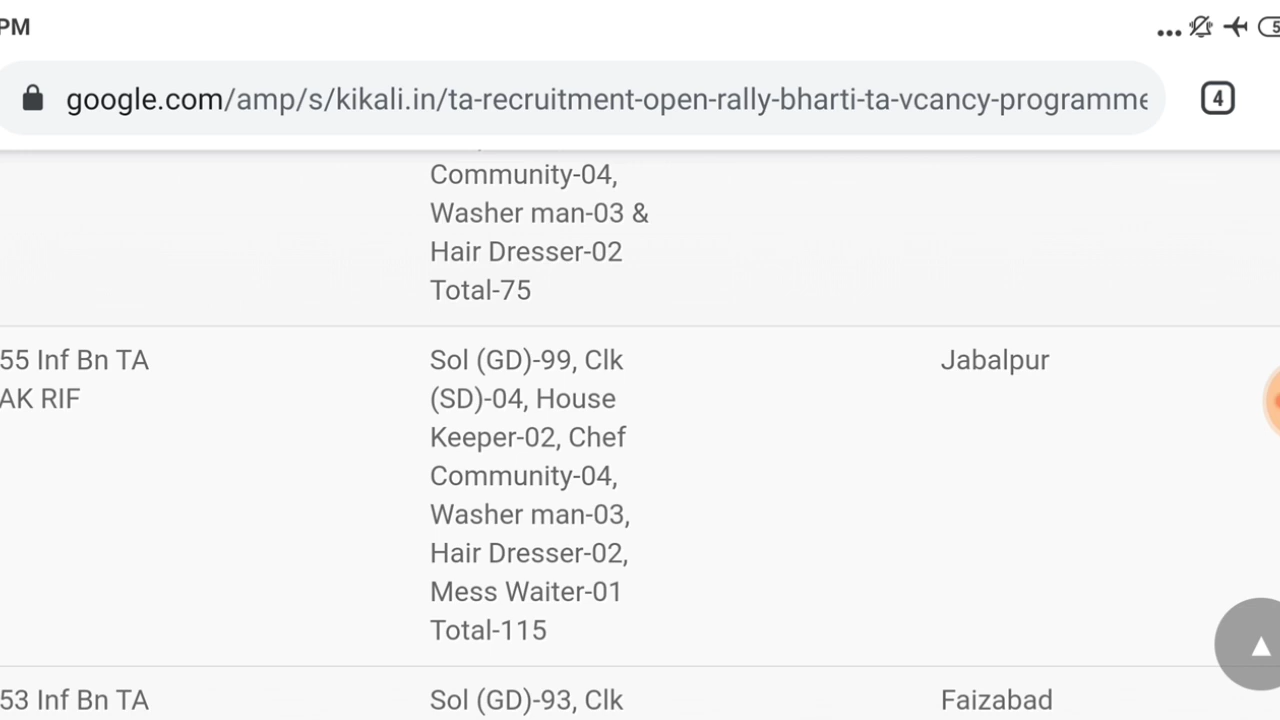 PM
google.com/amp/s/kikali.in/ta-recruitment-open-rally-bharti-ta-vcancy-programme
4
Community-04,
Washer man-03 &
Hair Dresser-02
Total-75
55 Inf Bn TA
AK RIF
Sol (GD)-99, Clk
(SD)-04, House
Keeper-02, Chef
Community-04,
Washer man-03,
Hair Dresser-02,
Mess Waiter-01
Total-115
Jabalpur
53 Inf Bn TA
Sol (GD)-93, Clk
Faizabad